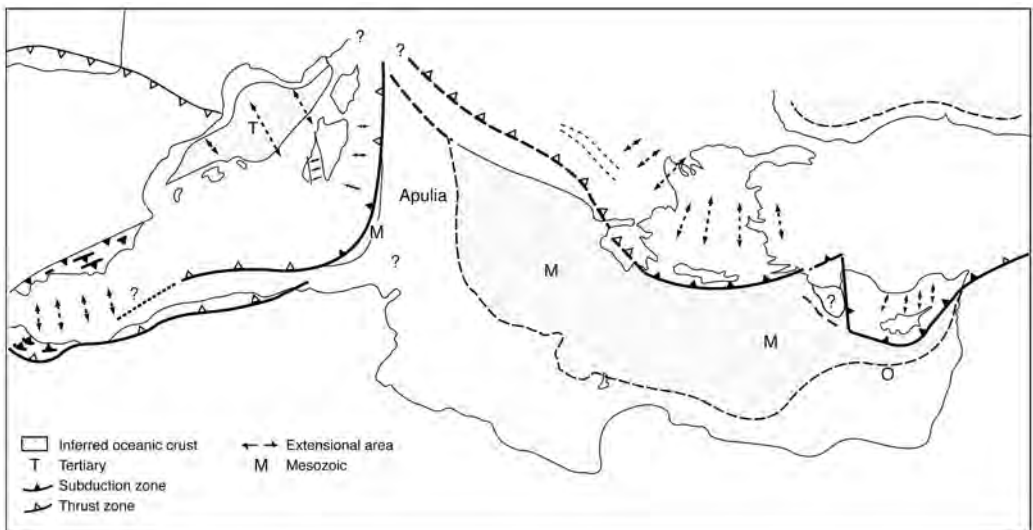 ?
?
T
Apulia
M
?
M
?
?
M
O
Inferred oceanic crust
Extensional area
T Tertiary
M Mesozoic
Subduction zone
Thrust zone